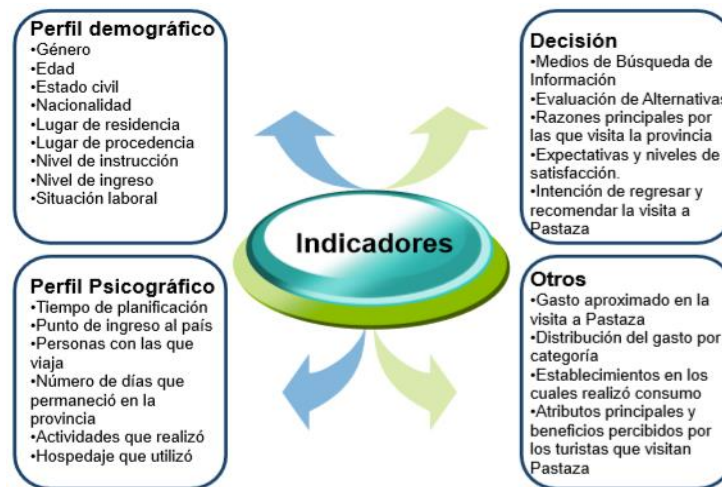 Perfil demográfico
•Género
•Edad
•Estado civil
•Nacionalidad
•Lugar de residencia
•Lugar de procedencia
•Nivel de instrucción
•Nivel de ingreso
•Situación laboral
Decisión
•Medios de Búsqueda de
Información
•Evaluación de Alternativas
•Razones principales por
las que visita la provincia
•Expectativas y niveles de
satisfacción.
•Intención de regresar y
recomendar la visita a
Pastaza
Indicadores
Perfil Psicográfico
•Tiempo de planificación
•Punto de ingreso al país
•Personas con las que
viaja
•Número de días que
permaneció en la
provincia
•Actividades que realizó
•Hospedaje que utilizó
Otros
•Gasto aproximado en la
visita a Pastaza
•Distribución del gasto por
categoría
•Establecimientos en los
cuales realizó consumo
•Atributos principales y
beneficios percibidos por
los turistas que visitan
Pastaza